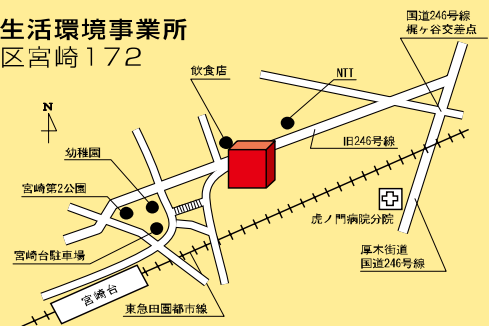 生活環境事業所
区宮崎172
国道246号線
梶ヶ谷交差点
飲食店
NTT
N
旧246号線
幼稚園
宮崎第2公園
虎ノ門病院分院
宮崎台駐車場
厚木街道
国道246号線
宮崎台
東急田園都市線